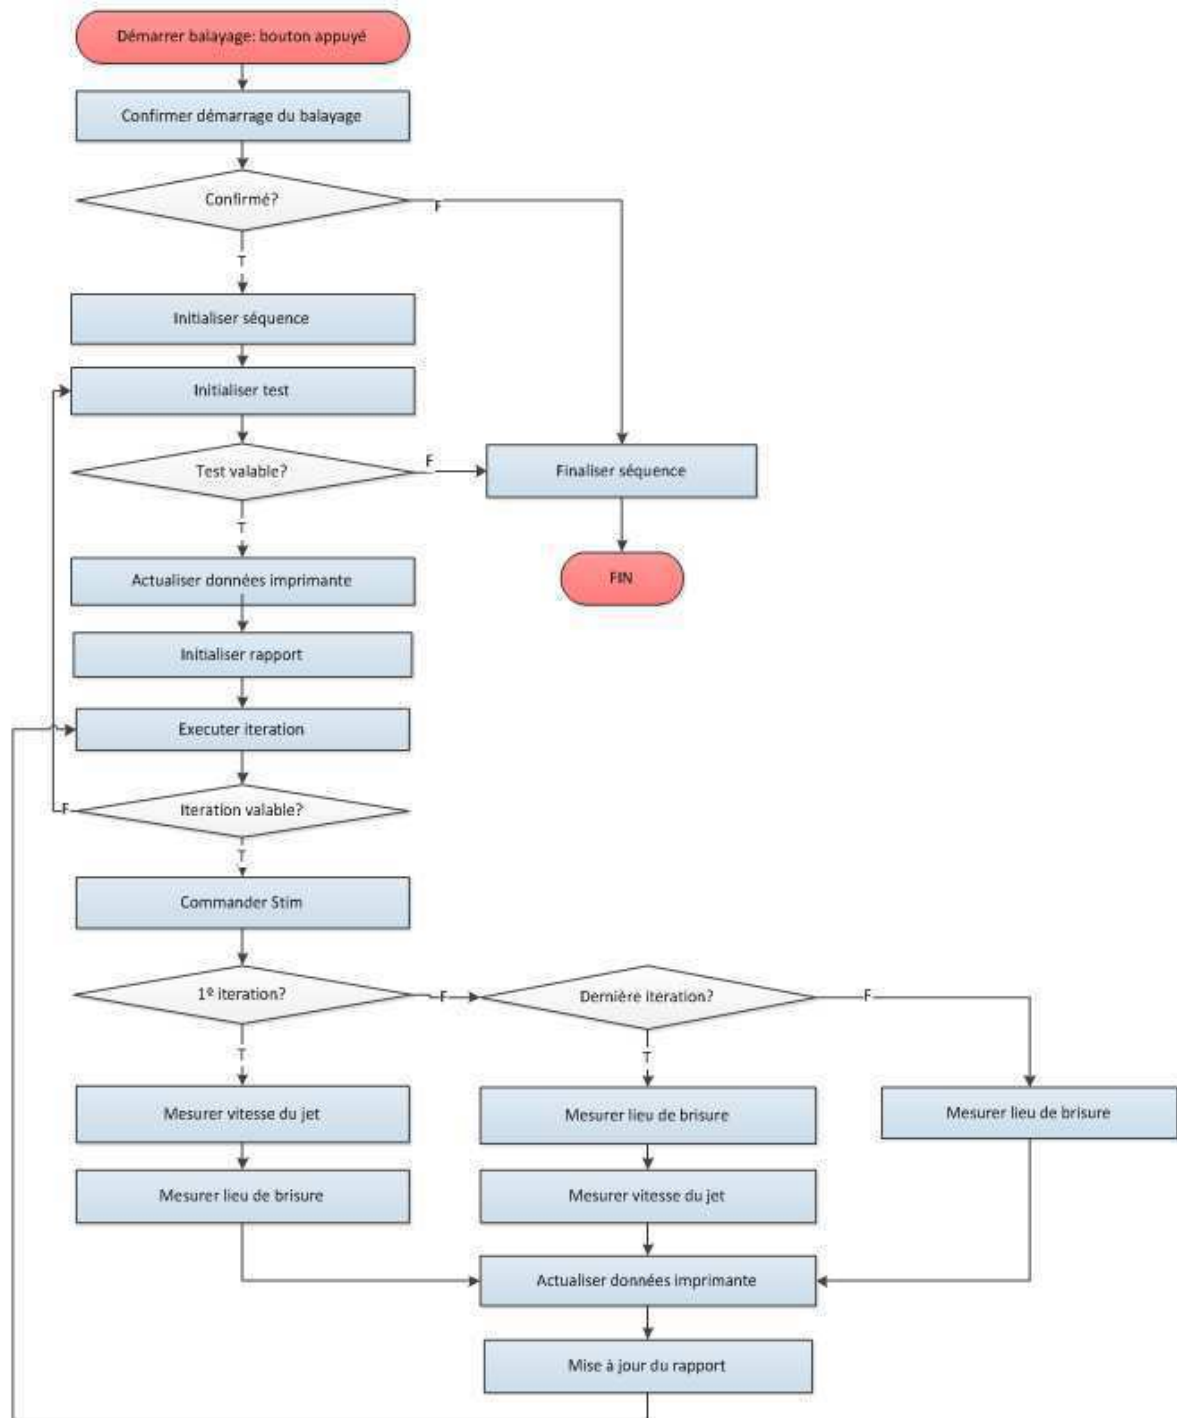 Démarrer balayage: bouton appuyé
Confirmer démarrage du balayage
Confirmé?
F
T
Initialiser séquence
Initialiser test
Test valable?
F
Finaliser séquence
T
FIN
Actualiser données imprimante
Initialiser rapport
Executer iteration
Iteration valable?
F
T
Commander Stim
1º iteration?
F
Dernière iteration?
F
T
T
Mesurer vitesse du jet
Mesurer lieu de brisure
Mesurer lieu de brisure
Mesurer lieu de brisure
Mesurer vitesse du jet
Actualiser données imprimante
Mise à jour du rapport